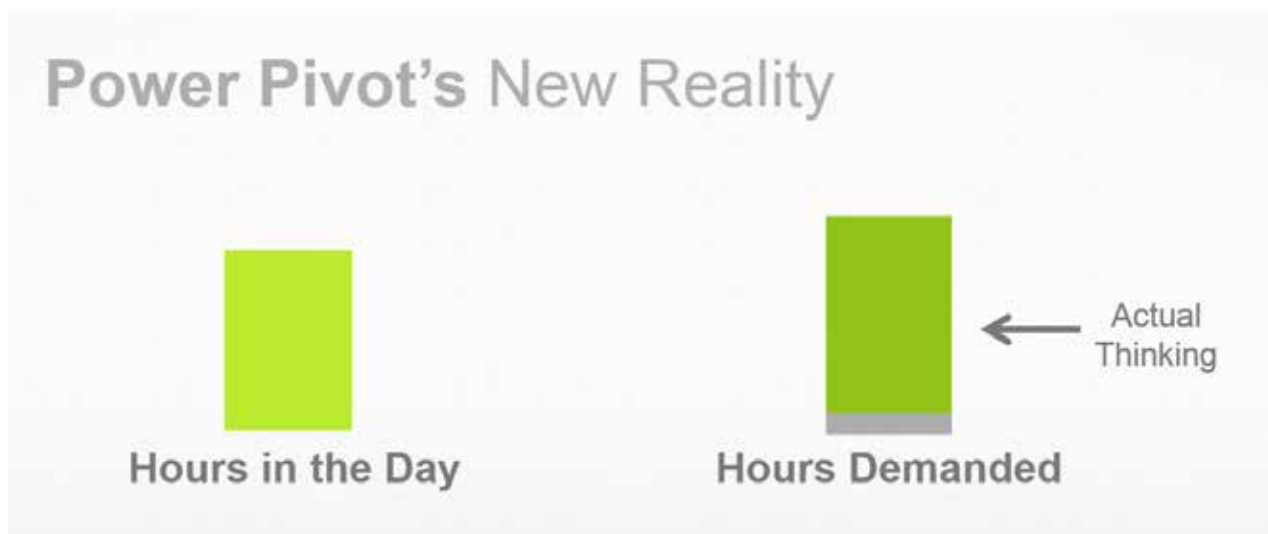 Power Pivot's New Reality
Actual
Thinking
Hours in the Day
Hours Demanded